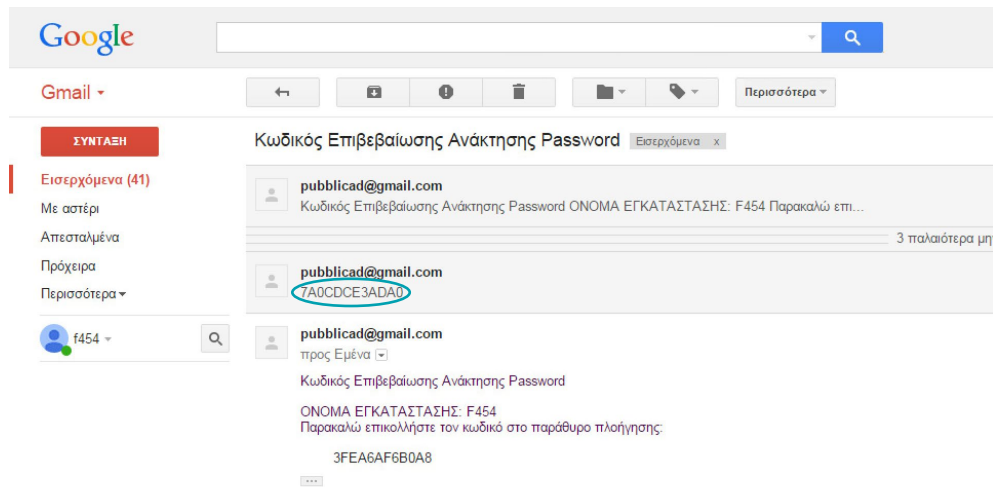 Google
Gmail
Περισσότερα
ΣΥΝΤΑΞΗ
Κωδικός Επιβεβαίωσης Ανάκτησης Password Εισερχόμενα x
Εισερχόμενα (41)
Με αστέρι
Απεσταλμένα
Πρόχειρα
Περισσότερα
f454
pubblicad@gmail.com
Κωδικός Επιβεβαίωσης Ανάκτησης Password ΟΝΟΜΑ ΕΓΚΑΤΑΣΤΑΣΗΣ: F454 Παρακαλώ επι...
3 παλαιότερα μη
pubblicad@gmail.com
7A0CDCE3ADA0
pubblicad@gmail.com
προς Εμένα
Κωδικός Επιβεβαίωσης Ανάκτησης Password
ΟΝΟΜΑ ΕΓΚΑΤΑΣΤΑΣΗΣ: F454
Παρακαλώ επικολλήστε τον κωδικό στο παράθυρο πλοήγησης:
3FEA6AF6B0A8